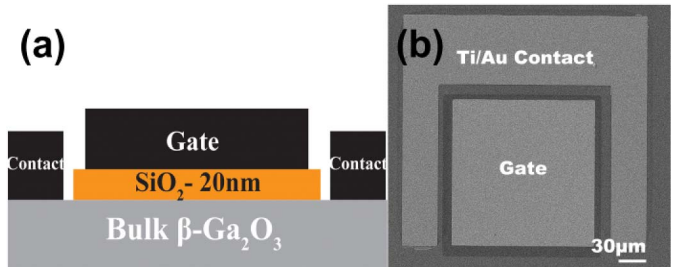 (a)
Gate
Contact
Contact
SiO₂- 20nm
Bulk β-Ga₂O₃
(b)
Ti/Au Contact
Gate
30μm